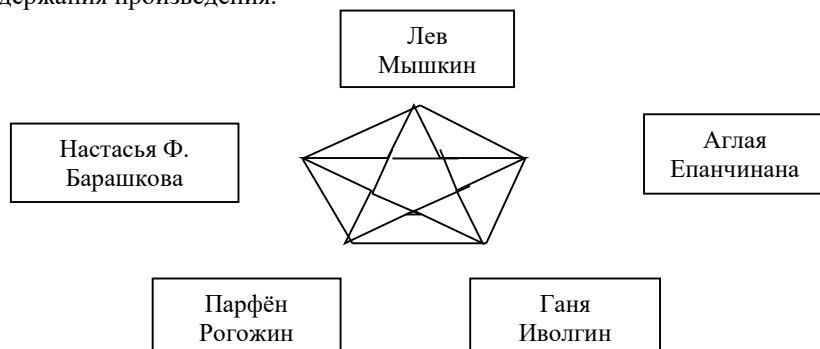 держания произведения.
Лев
Мышкин
Настасья Ф.
Барашкова
Аглая
Епанчинана
Парфён
Рогожин
Ганя
Иволгин